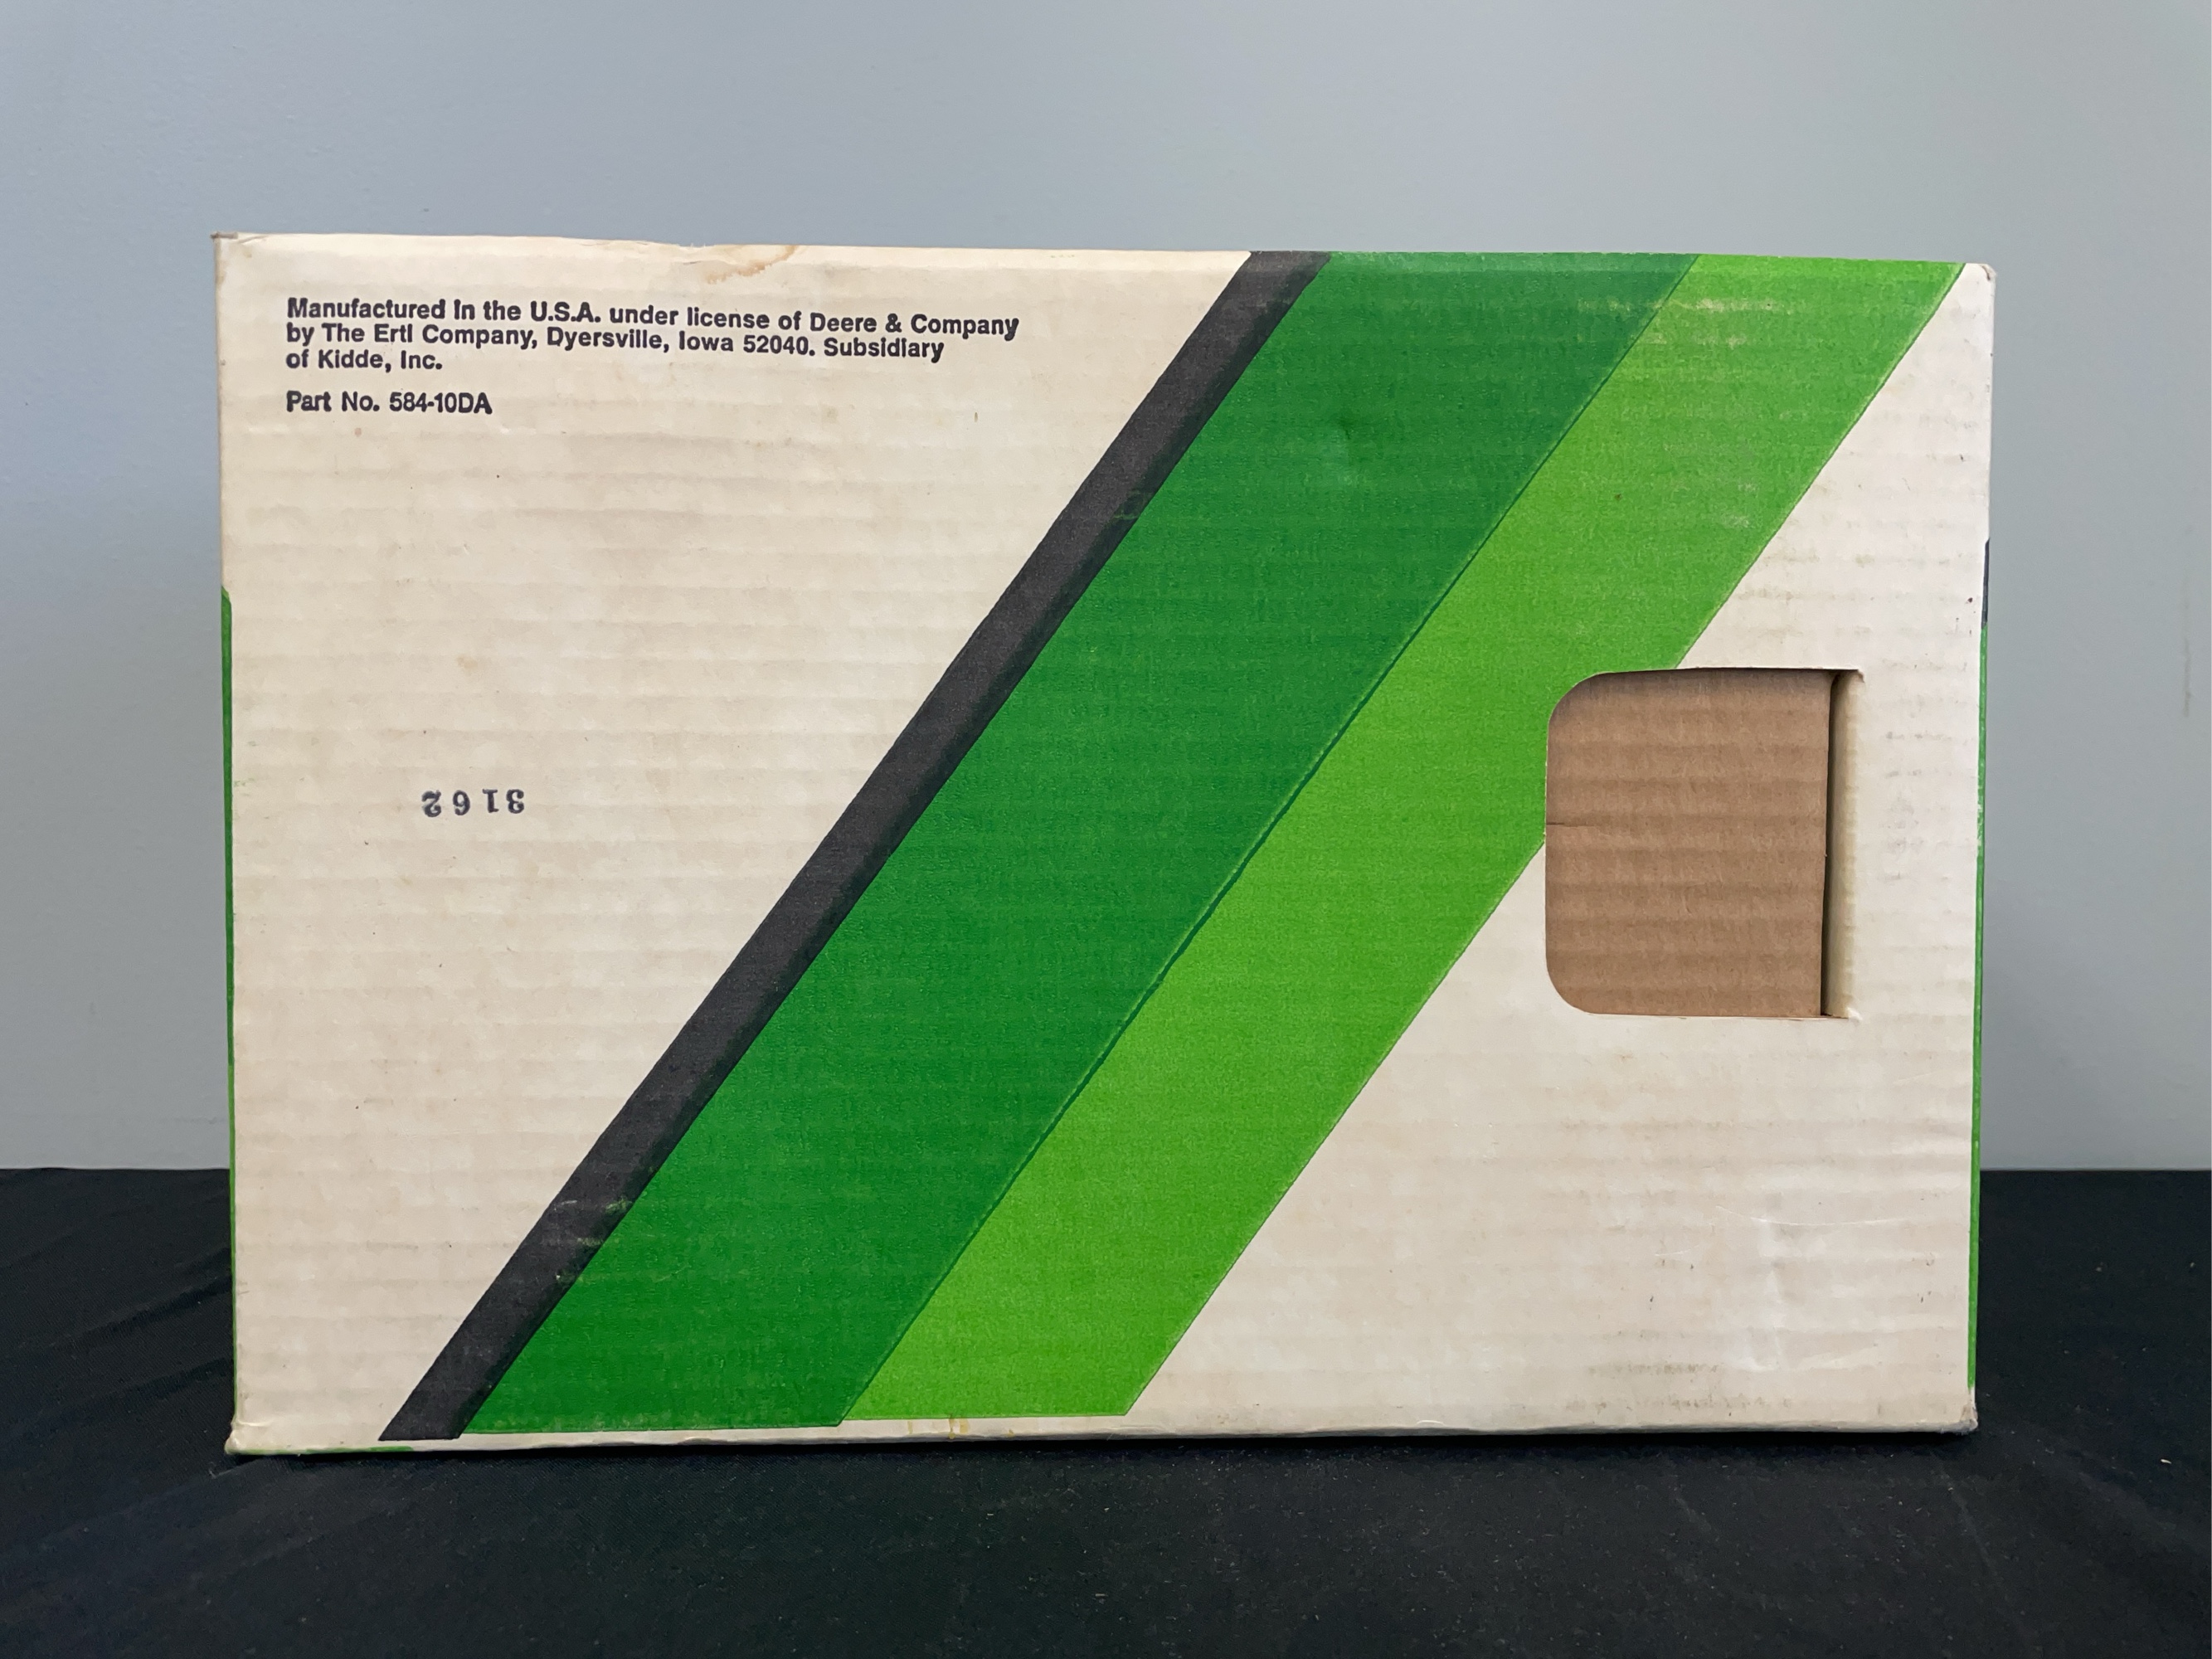 Manufactured in the U.S.A. under license of Deere & Company
by The Ertl Company, Dyersville, Iowa 52040. Subsidiary
of Kidde, Inc.
Part No. 584-10DA
3162